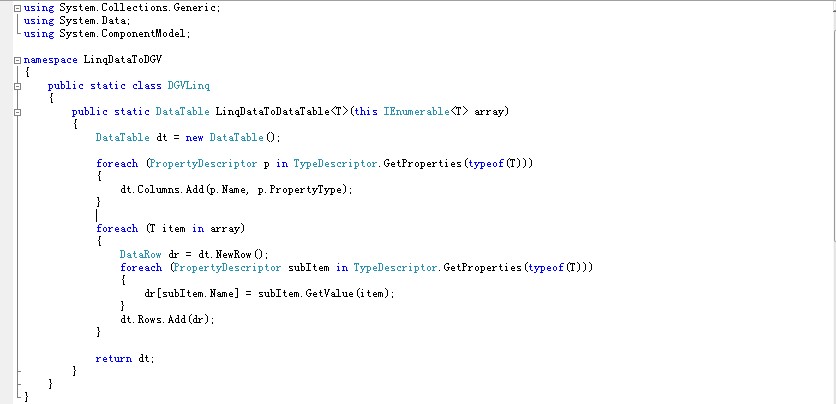 using System.Collections.Generic;
using System.Data;
using System.ComponentModel;
namespace LinqDataToDGV
{
public static class DGVLinq
{
public static DataTable LinqDataToDataTable<T>(this IEnumerable<T> array)
{
DataTable dt = new DataTable();
foreach (PropertyDescriptor p in TypeDescriptor.GetProperties(typeof(T)))
{
dt.Columns.Add(p.Name, p.PropertyType);
}
foreach (T item in array)
{
DataRow dr = dt.NewRow();
foreach (PropertyDescriptor subItem in TypeDescriptor.GetProperties(typeof(T)))
{
dr[subItem.Name] = subItem.GetValue(item);
}
dt.Rows.Add(dr);
}
return dt;
}
}
}